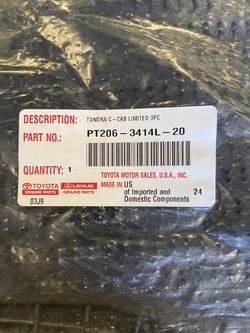 DESCRIPTION: TUNDRA C-CAB LIMITED 3PC
PART NO.: PT206-3414L-20
QUANTITY: 1
TOYOTA MOTOR SALES, U.S.A., INC.
TOYOTA GENUINE PARTS LEXUS GENUINE PARTS
MADE IN: US 24
of Imported and
Domestic Components
03J9